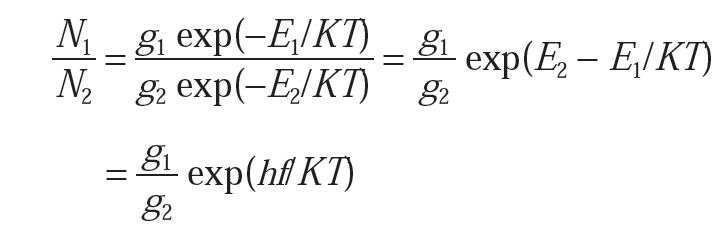 N₁/N₂ = g₁ exp(−E₁/KT)/g₂ exp(−E₂/KT) = g₁/g₂ exp(E₂ − E₁/KT)
= g₁/g₂ exp(hf/KT)